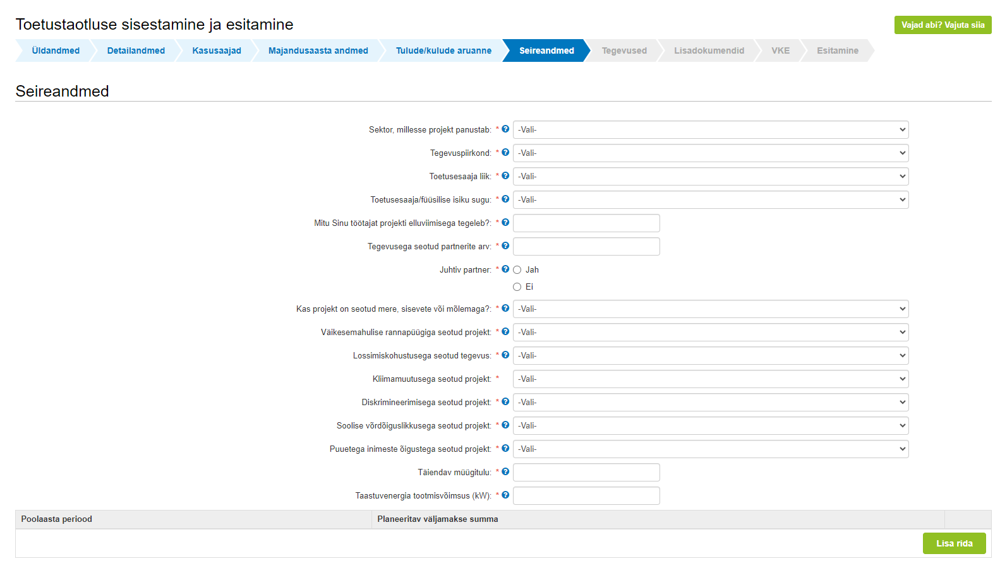 Toetustaotluse sisestamine ja esitamine
Vajad abi? Vajuta siia
Üldandmed
Detailandmed
Kasusaajad
Majandusaasta andmed
Tulude/kulude aruanne
Seireandmed
Tegevused
Lisadokumendid
VKE
Esitamine
Seireandmed
Sektor, millesse projekt panustab: * -Vali-
Tegevuspiirkond: * -Vali-
Toetusesaaja liik: * -Vali-
Toetusesaaja/füüsilise isiku sugu: * -Vali-
Mitu Sinu töötajat projekti elluviimisega tegeleb?: *
Tegevusega seotud partnerite arv: *
Juhtiv partner: * Jah
Ei
Kas projekt on seotud mere, sisevete või mõlemaga?: * -Vali-
Väikesemahulise rannapüügiga seotud projekt: * -Vali-
Lossimiskohustusega seotud tegevus: * -Vali-
Kliimamuutusega seotud projekt: * -Vali-
Diskrimineerimisega seotud projekt: * -Vali-
Soolise võrdõiguslikkusega seotud projekt: * -Vali-
Puuetega inimeste õigustega seotud projekt: * -Vali-
Täiendav müügitulu: *
Taastuvenergia tootmisvõimsus (kW): *
Poolaasta periood
Planeeritav väljamakse summa
Lisa rida